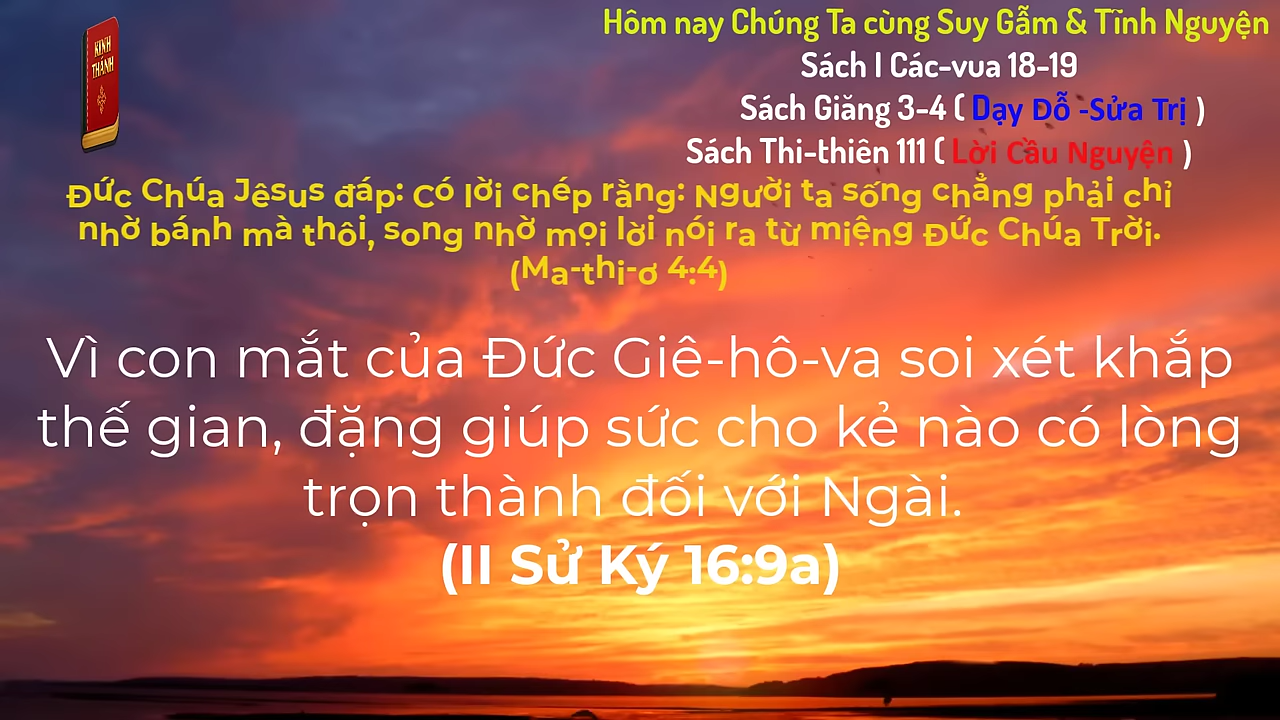 KINH
THÁNH
Hôm nay Chúng Ta cùng Suy Gẫm & Tĩnh Nguyện
Sách I Các-vua 18-19
Sách Giăng 3-4 ( Dạy Đỗ -Sửa Trị )
Sách Thi-thiên 111 ( Lời Cầu Nguyện )
Đức Chúa Jêsus đáp: Có lời chép rằng: Người ta sống chẳng phải chỉ
nhờ bánh mà thôi, song nhờ mọi lời nói ra từ miệng Đức Chúa Trời.
(Ma-thi-ơ 4:4)
Vì con mắt của Đức Giê-hô-va soi xét khắp
thế gian, đặng giúp sức cho kẻ nào có lòng
trọn thành đối với Ngài.
(II Sử Ký 16:9a)